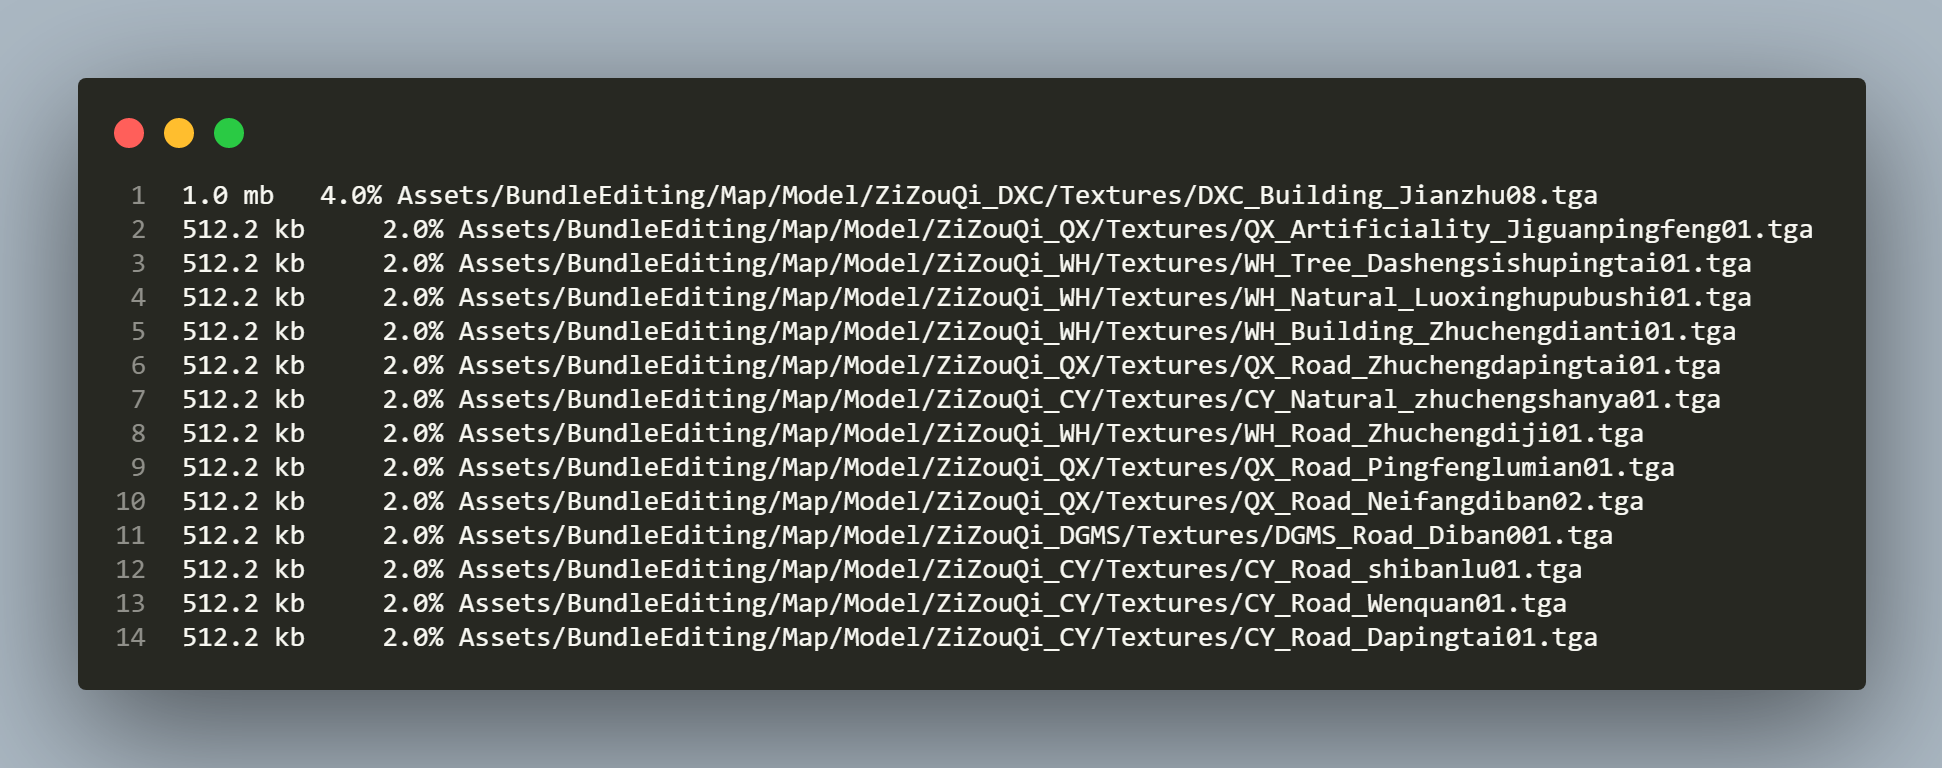 1 1.0 mb 4.0% Assets/BundleEditing/Map/Model/ZiZouQi_DXC/Textures/DXC_Building_Jianzhu08.tga
2 512.2 kb 2.0% Assets/BundleEditing/Map/Model/ZiZouQi_QX/Textures/QX_Artificiality_Jiguanpingfeng01.tga
3 512.2 kb 2.0% Assets/BundleEditing/Map/Model/ZiZouQi_WH/Textures/WH_Tree_Dashengsishupingtai01.tga
4 512.2 kb 2.0% Assets/BundleEditing/Map/Model/ZiZouQi_WH/Textures/WH_Natural_Luoxinghupubushi01.tga
5 512.2 kb 2.0% Assets/BundleEditing/Map/Model/ZiZouQi_WH/Textures/WH_Building_Zhuchengdianti01.tga
6 512.2 kb 2.0% Assets/BundleEditing/Map/Model/ZiZouQi_QX/Textures/QX_Road_Zhuchengdapingtai01.tga
7 512.2 kb 2.0% Assets/BundleEditing/Map/Model/ZiZouQi_CY/Textures/CY_Natural_zhuchengshanya01.tga
8 512.2 kb 2.0% Assets/BundleEditing/Map/Model/ZiZouQi_WH/Textures/WH_Road_Zhuchengdiji01.tga
9 512.2 kb 2.0% Assets/BundleEditing/Map/Model/ZiZouQi_QX/Textures/QX_Road_Pingfenglumian01.tga
10 512.2 kb 2.0% Assets/BundleEditing/Map/Model/ZiZouQi_QX/Textures/QX_Road_Neifangdiban02.tga
11 512.2 kb 2.0% Assets/BundleEditing/Map/Model/ZiZouQi_DGMS/Textures/DGMS_Road_Diban001.tga
12 512.2 kb 2.0% Assets/BundleEditing/Map/Model/ZiZouQi_CY/Textures/CY_Road_shibanlu01.tga
13 512.2 kb 2.0% Assets/BundleEditing/Map/Model/ZiZouQi_CY/Textures/CY_Road_Wenquan01.tga
14 512.2 kb 2.0% Assets/BundleEditing/Map/Model/ZiZouQi_CY/Textures/CY_Road_Dapingtai01.tga